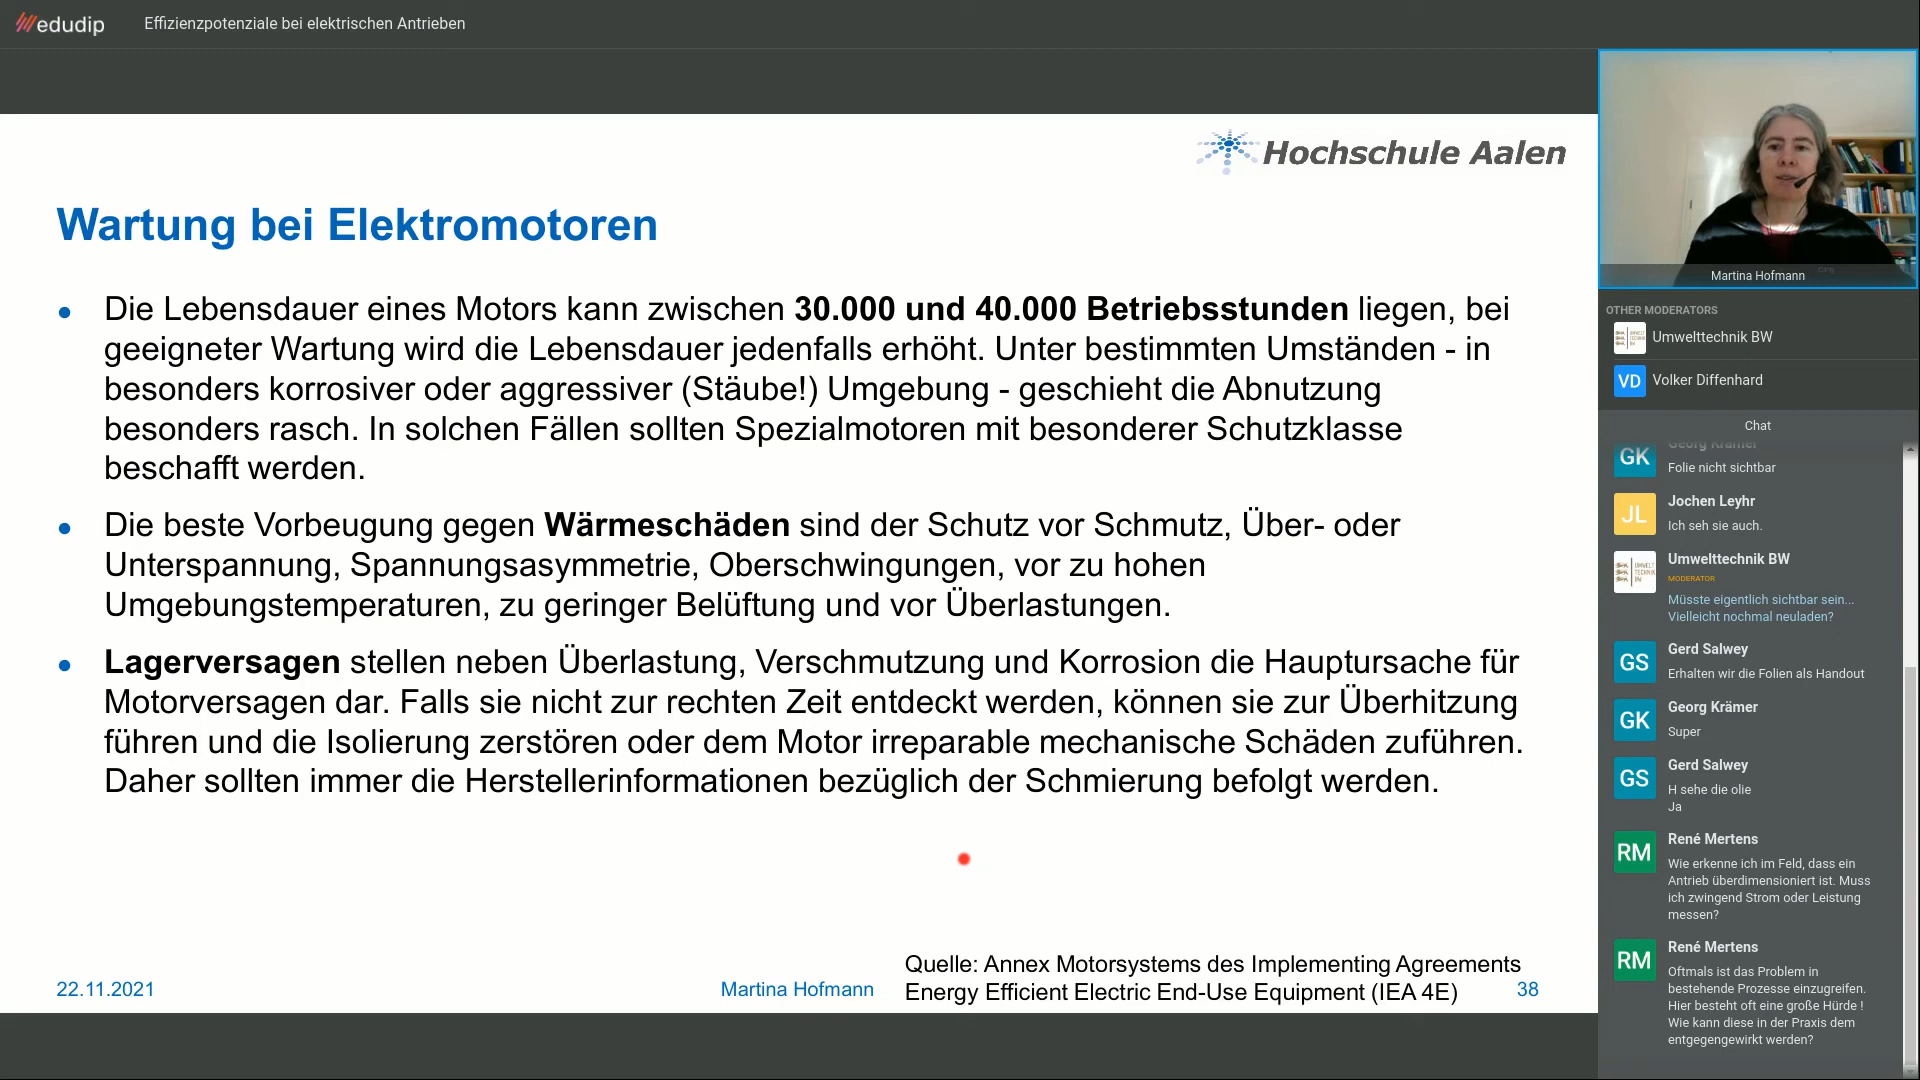 edudip
Effizienzpotenziale bei elektrischen Antrieben
Hochschule Aalen
Wartung bei Elektromotoren
Die Lebensdauer eines Motors kann zwischen 30.000 und 40.000 Betriebsstunden liegen, bei
geeigneter Wartung wird die Lebensdauer jedenfalls erhöht. Unter bestimmten Umständen - in
besonders korrosiver oder aggressiver (Stäube!) Umgebung - geschieht die Abnutzung
besonders rasch. In solchen Fällen sollten Spezialmotoren mit besonderer Schutzklasse
beschafft werden.
Die beste Vorbeugung gegen Wärmeschäden sind der Schutz vor Schmutz, Über- oder
Unterspannung, Spannungsasymmetrie, Oberschwingungen, vor zu hohen
Umgebungstemperaturen, zu geringer Belüftung und vor Überlastungen.
Lagerversagen stellen neben Überlastung, Verschmutzung und Korrosion die Hauptursache für
Motorversagen dar. Falls sie nicht zur rechten Zeit entdeckt werden, können sie zur Überhitzung
führen und die Isolierung zerstören oder dem Motor irreparable mechanische Schäden zuführen.
Daher sollten immer die Herstellerinformationen bezüglich der Schmierung befolgt werden.
22.11.2021
Martina Hofmann
Quelle: Annex Motorsystems des Implementing Agreements
Energy Efficient Electric End-Use Equipment (IEA 4E)
38
Martina Hofmann
OTHER MODERATORS
Umwelttechnik BW
VD
Volker Diffenhard
Chat
GK
Georg Krämer
Folie nicht sichtbar
JL
Jochen Leyhr
Ich seh sie auch.
Umwelttechnik BW
MODERATOR
Müsste eigentlich sichtbar sein...
Vielleicht nochmal neuladen?
GS
Gerd Salwey
Erhalten wir die Folien als Handout
GK
Georg Krämer
Super
GS
Gerd Salwey
H sehe die olie
Ja
RM
René Mertens
Wie erkenne ich im Feld, dass ein
Antrieb überdimensioniert ist. Muss
ich zwingend Strom oder Leistung
messen?
RM
René Mertens
Oftmals ist das Problem in
bestehende Prozesse einzugreifen.
Hier besteht oft eine große Hürde !
Wie kann diese in der Praxis dem
entgegengewirkt werden?